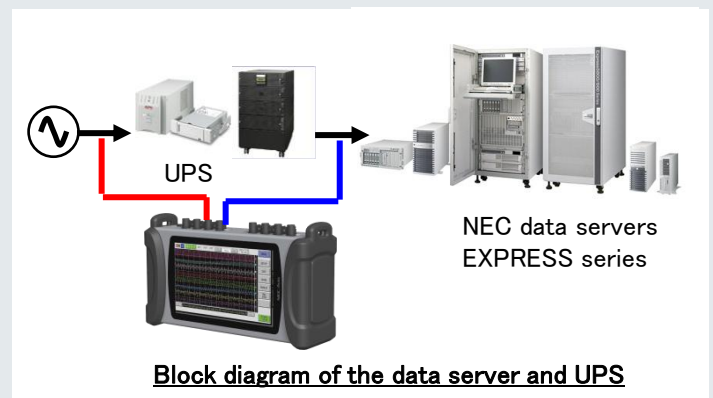 UPS
NEC data servers
EXPRESS series
Block diagram of the data server and UPS